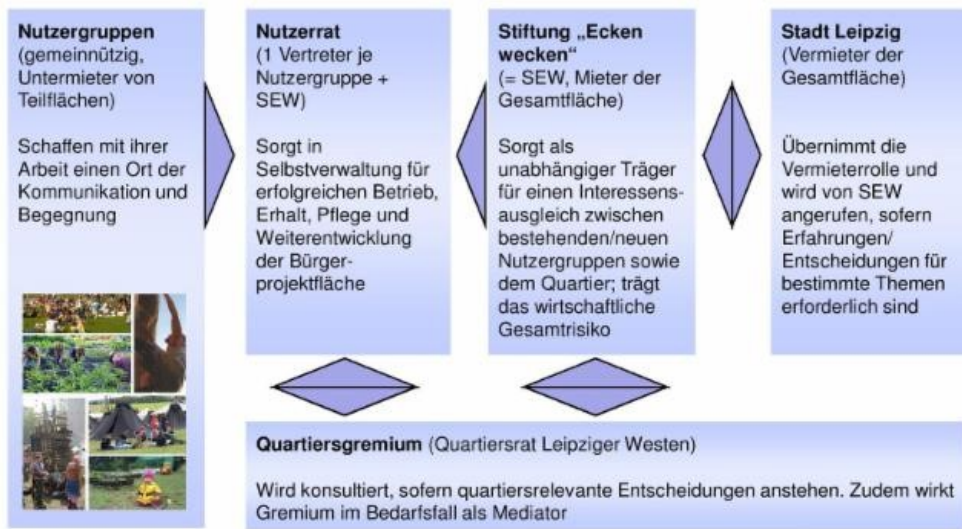 Nutzergruppen
(gemeinnützig,
Untermieter von
Teilflächen)
Schaffen mit ihrer
Arbeit einen Ort der
Kommunikation und
Begegnung
Nutzerrat
(1 Vertreter je
Nutzergruppe +
SEW)
Sorgt in
Selbstverwaltung für
erfolgreichen Betrieb,
Erhalt, Pflege und
Weiterentwicklung
der Bürger-
projektfläche
Stiftung „Ecken
wecken“
(= SEW, Mieter der
Gesamtfläche)
Sorgt als
unabhängiger Träger
für einen Interessens-
ausgleich zwischen
bestehenden/neuen
Nutzergruppen sowie
dem Quartier; trägt
das wirtschaftliche
Gesamtrisiko
Stadt Leipzig
(Vermieter der
Gesamtfläche)
Übernimmt die
Vermieterrolle und
wird von SEW
angerufen, sofern
Erfahrungen/
Entscheidungen für
bestimmte Themen
erforderlich sind
Quartiersgremium (Quartiersrat Leipziger Westen)
Wird konsultiert, sofern quartiersrelevante Entscheidungen anstehen. Zudem wirkt
Gremium im Bedarfsfall als Mediator